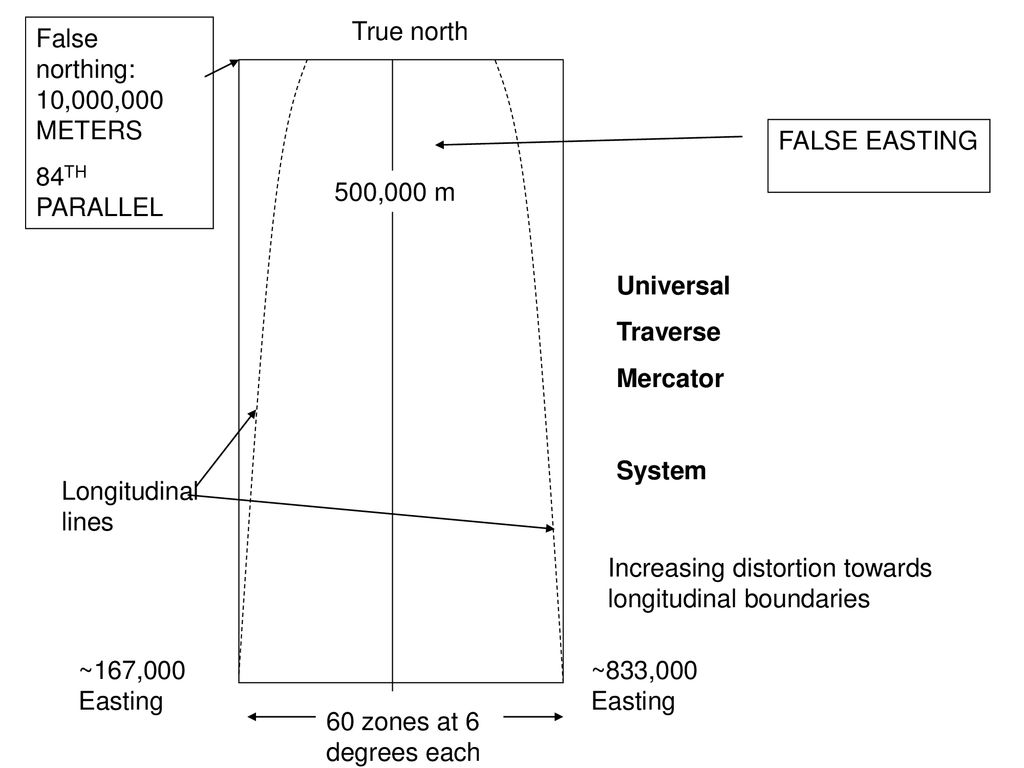 False
northing:
10,000,000
METERS
84TH
PARALLEL
True north
500,000 m
FALSE EASTING
Universal
Traverse
Mercator
System
Longitudinal
lines
Increasing distortion towards
longitudinal boundaries
~167,000
Easting
~833,000
Easting
60 zones at 6
degrees each